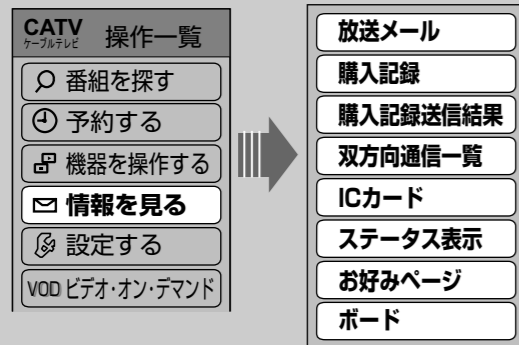 CATV
ケーブルテレビ
操作一覧
番組を探す
予約する
機器を操作する
情報を見る
設定する
VOD ビデオ・オン・デマンド
放送メール
購入記録
購入記録送信結果
双方向通信一覧
ICカード
ステータス表示
お好みページ
ボード